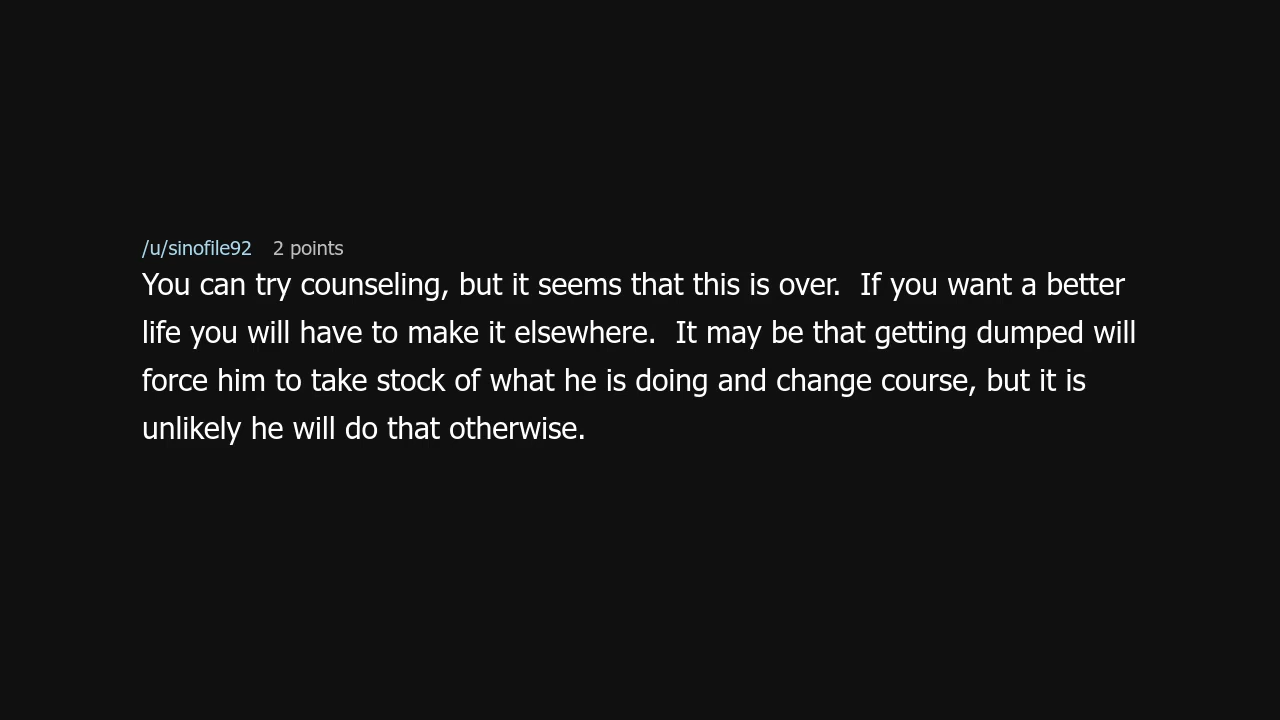 /u/sinofile92 2 points
You can try counseling, but it seems that this is over.  If you want a better
life you will have to make it elsewhere.  It may be that getting dumped will
force him to take stock of what he is doing and change course, but it is
unlikely he will do that otherwise.